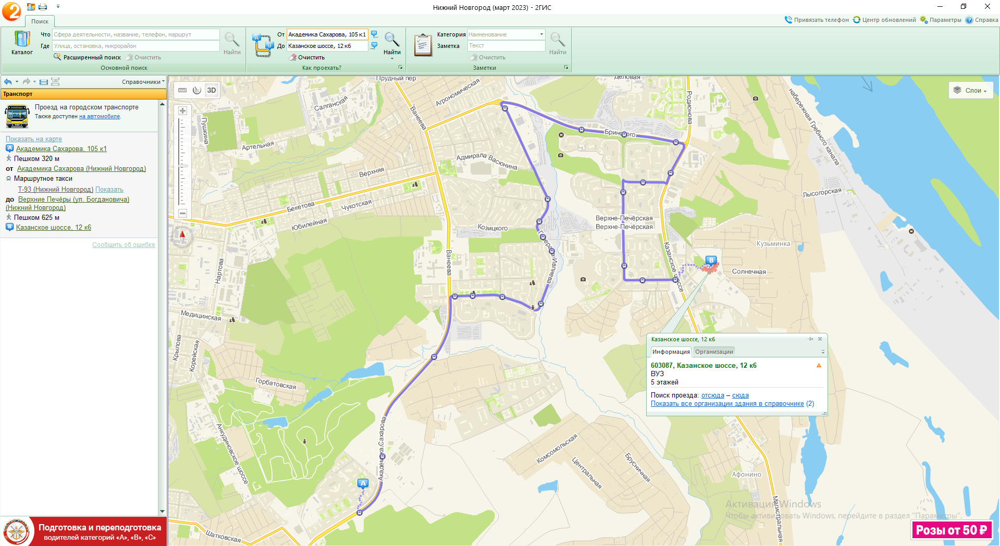 Нижний Новгород (март 2023) - 2ГИС
Поиск
Привязать телефон
Центр обновлений
Параметры
Справка
Каталог
Что
Сфера деятельности, название, телефон, маршрут
Где
Улица, остановка, микрорайон
Расширенный поиск
Очистить
Найти
Основной поиск
От
Академика Сахарова, 105 к1
До
Казанское шоссе, 12 к6
Очистить
Найти
Как проехать?
Категория
Наименование
Заметка
Текст
Очистить
Найти
Заметки
Справочники
Транспорт
Проезд на городском транспорте
Также доступен на автомобиле.
Показать на карте
A Академика Сахарова, 105 к1
Пешком 320 м
от Академика Сахарова (Нижний Новгород)
Маршрутное такси
Т-93 (Нижний Новгород) Показать
до Верхние Печёры (ул. Богдановича)
(Нижний Новгород)
Пешком 625 м
B Казанское шоссе, 12 к6
Сообщить об ошибке
Подготовка и переподготовка
водителей категорий «А», «В», «С»
3D
Слои
Прудный пер
Деловая
Агрономическая
Салганская
Ванеева
Пушкина
Родионова
набережная Гребного канала
Артельная
Бринского
Адмирала Васюнина
Верхняя
Лысогорская
Бекетова
Чукотская
Юбилейная
Козицкого
Верхне-Печёрская
Верхне-Печёрская
Генерала Ивлиева
Казанское шоссе
Кузьминка
Солнечная
Нартова
Ванеева
B
Медицинская
Крылова
Корейская
Горбатовская
Анкудиновское шоссе
Академика Сахарова
A
Шатковская
Комсомольская
Центральная
Брусничная
Афонино
Магистральная
Казанское шоссе, 12 к6
Информация
Организации
603087, Казанское шоссе, 12 к6
ВУЗ
5 этажей
Поиск проезда: отсюда – сюда
Показать все организации здания в справочнике (2)
Активация Windows
Чтобы активировать Windows, перейдите в раздел "Параметры".
Розы от 50 ₽